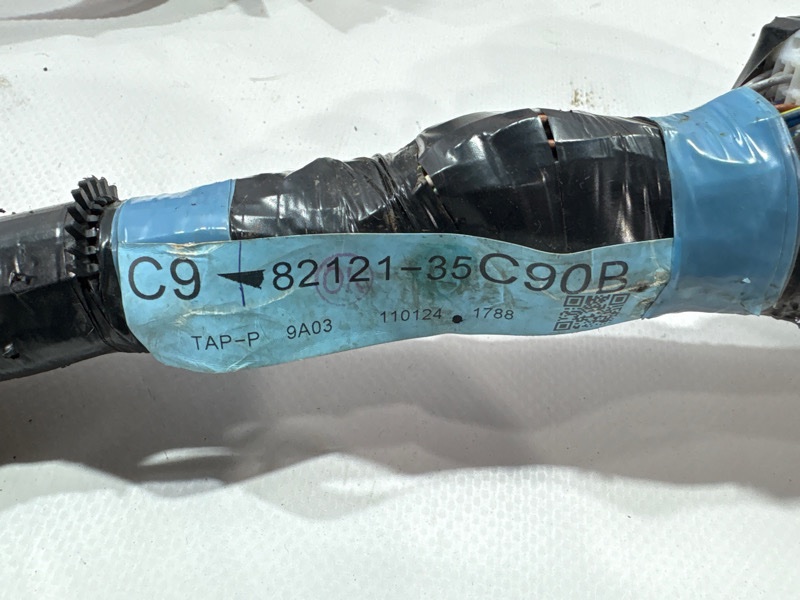 C9 82121-35C90B
TAP-P 9A03 110124 . 1788